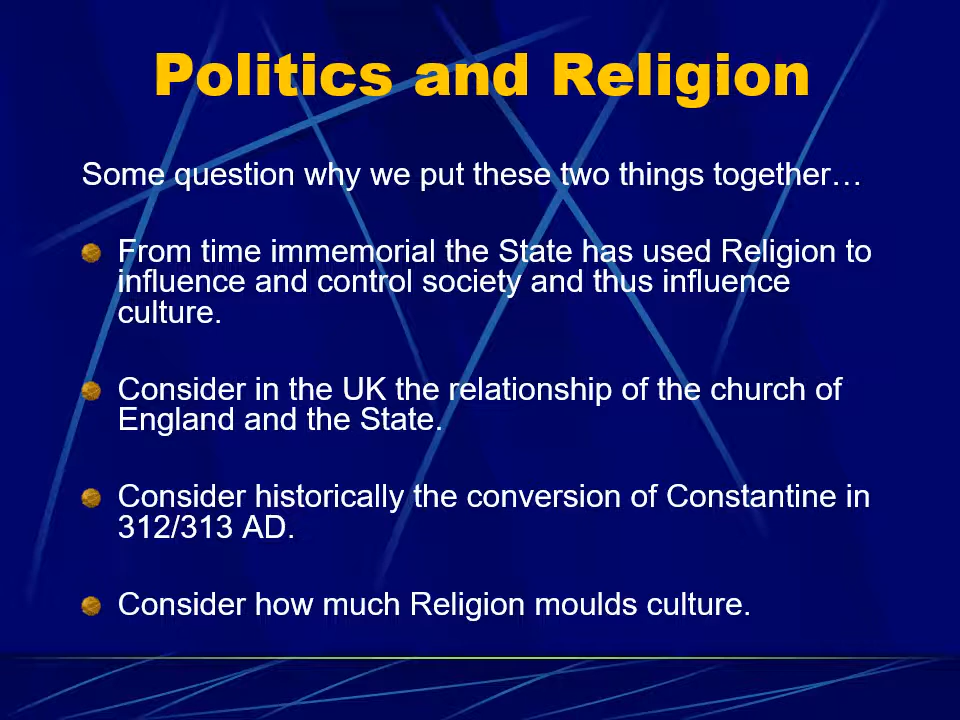 Politics and Religion
Some question why we put these two things together…
From time immemorial the State has used Religion to
influence and control society and thus influence
culture.
Consider in the UK the relationship of the church of
England and the State.
Consider historically the conversion of Constantine in
312/313 AD.
Consider how much Religion moulds culture.